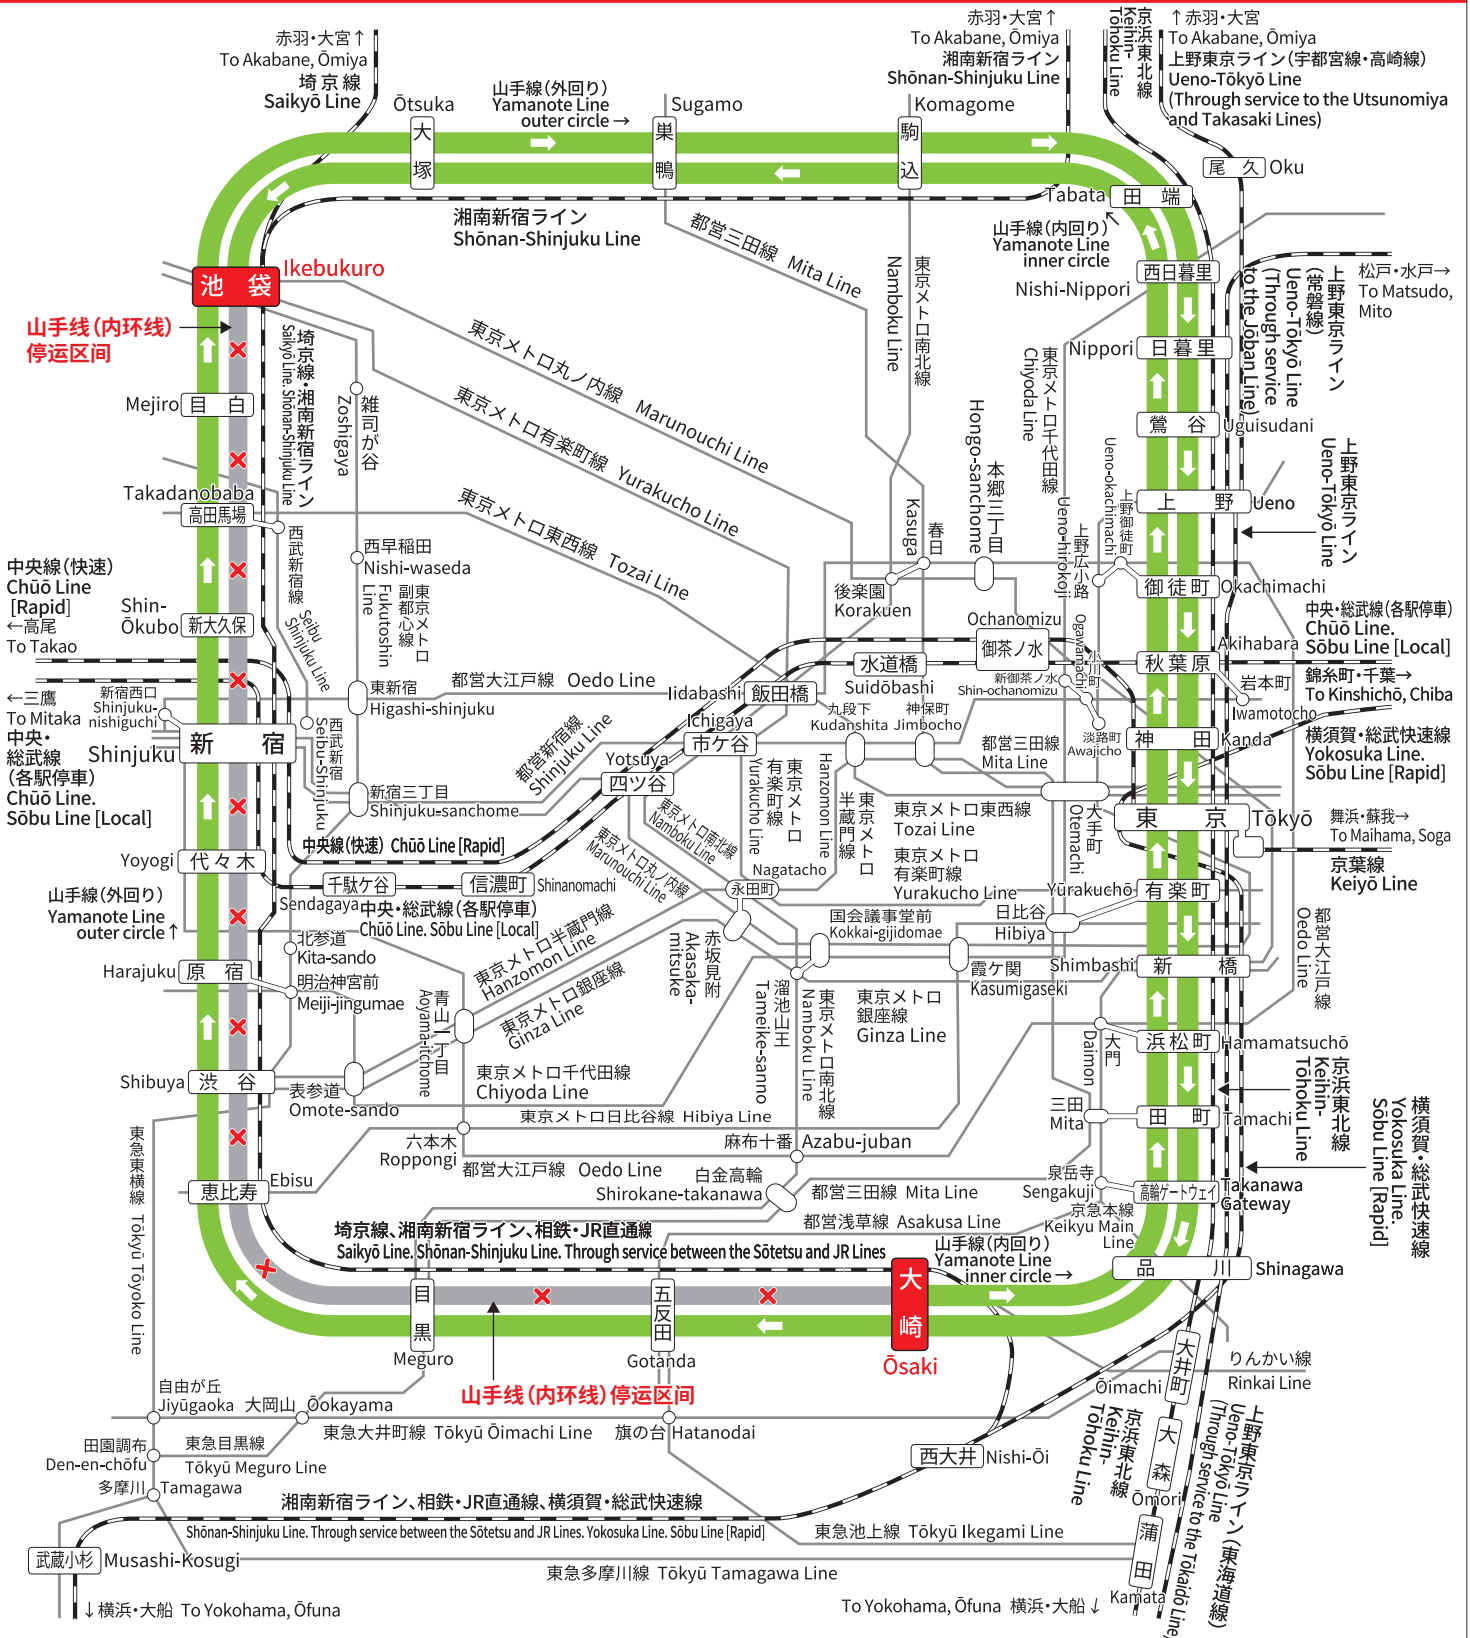 赤羽・大宮↑
To Akabane, Ōmiya
埼京線
Saikyō Line
Ōtsuka
大塚
山手線（外回り）
Yamanote Line
outer circle →
Sugamo
巣鴨
Komagome
駒込
赤羽・大宮↑
To Akabane, Ōmiya
湘南新宿ライン
Shōnan-Shinjuku Line
京浜東北線
Keihin-
Tōhoku Line
↑赤羽・大宮
To Akabane, Ōmiya
上野東京ライン（宇都宮線・高崎線）
Ueno-Tōkyō Line
(Through service to the Utsunomiya
and Takasaki Lines)
尾久 Oku
Tabata 田端
湘南新宿ライン
Shōnan-Shinjuku Line
都営三田線 Mita Line
東京メトロ南北線
Namboku Line
山手線（内回り）
Yamanote Line
inner circle
西日暮里
Nishi-Nippori
上野東京ライン
（常磐線）
Ueno-Tōkyō Line
(Through service
to the Jōban Line)
松戸・水戸→
To Matsudo,
Mito
池袋
Ikebukuro
山手线（内环线）
停运区间
埼京線・湘南新宿ライン
Saikyō Line. Shōnan-Shinjuku Line
東京メトロ丸ノ内線 Marunouchi Line
東京メトロ有楽町線 Yurakucho Line
東京メトロ東西線 Tozai Line
東京メトロ千代田線
Chiyoda Line
Nippori 日暮里
Mejiro 目白
雑司が谷
Zoshigaya
鶯谷 Uguisudani
上野東京ライン
Ueno-Tōkyō Line
Takadanobaba
高田馬場
西武新宿線
Seibu
Shinjuku Line
西早稲田
Nishi-waseda
東京メトロ
副都心線
Fukutoshin
Line
Hongo-sanchome
本郷三丁目
Kasuga
春日
後楽園
Korakuen
Ueno-hirokoji
上野広小路
Ueno-okachimachi
上野御徒町
上野 Ueno
御徒町 Okachimachi
中央線（快速）
Chūō Line
[Rapid]
←高尾
To Takao
Shin-
Ōkubo 新大久保
中央・総武線（各駅停車）
Chūō Line.
Sōbu Line [Local]
錦糸町・千葉→
To Kinshichō, Chiba
Akihabara
秋葉原
岩本町
Iwamotocho
Ochanomizu
御茶ノ水
水道橋
Suidōbashi
Ogawamachi
小川町
新御茶ノ水
Shin-ochanomizu
淡路町
Awajicho
←三鷹
To Mitaka
中央・
総武線
（各駅停車）
Chūō Line.
Sōbu Line [Local]
新宿西口
Shinjuku-
nishiguchi
Shinjuku 新宿
西武新宿
Seibu-Shinjuku
東新宿
Higashi-shinjuku
都営大江戸線 Oedo Line
Iidabashi 飯田橋
九段下
Kudanshita
神保町
Jimbocho
Ichigaya
市ケ谷
Yotsuya
四ツ谷
都営新宿線
Shinjuku Line
新宿三丁目
Shinjuku-sanchome
中央線（快速） Chūō Line [Rapid]
都営三田線
Mita Line
神田 Kanda
横須賀・総武快速線
Yokosuka Line.
Sōbu Line [Rapid]
東京メトロ
有楽町線
Yurakucho Line
Hanzomon Line
東京メトロ
半蔵門線
東京メトロ南北線
Namboku Line
東京メトロ丸ノ内線
Marunouchi Line
東京メトロ東西線
Tozai Line
東京メトロ
有楽町線
Yurakucho Line
大手町
Otemachi
東京 Tōkyō
舞浜・蘇我→
To Maihama, Soga
京葉線
Keiyō Line
Yoyogi 代々木
千駄ケ谷
Sendagaya
信濃町 Shinanomachi
中央・総武線（各駅停車）
Chūō Line. Sōbu Line [Local]
Nagatacho
永田町
Yūrakuchō 有楽町
日比谷
Hibiya
山手線（外回り）
Yamanote Line
outer circle ↑
北参道
Kita-sando
Harajuku 原宿
明治神宮前
Meiji-jingumae
東京メトロ半蔵門線
Hanzomon Line
東京メトロ銀座線
Ginza Line
青山一丁目
Aoyama-itchome
赤坂見附
Akasaka-
mitsuke
国会議事堂前
Kokkai-gijidomae
霞ケ関
Kasumigaseki
溜池山王
Tameike-sanno
東京メトロ南北線
Namboku Line
東京メトロ
銀座線
Ginza Line
Shimbashi 新橋
都営大江戸線
Oedo Line
Shibuya 渋谷
表参道
Omote-sando
東京メトロ千代田線
Chiyoda Line
東京メトロ日比谷線 Hibiya Line
大門
Daimon
浜松町 Hamamatsuchō
京浜東北線
Keihin-
Tōhoku Line
東急東横線 Tōkyū Tōyoko Line
六本木
Roppongi
麻布十番 Azabu-juban
都営大江戸線 Oedo Line
三田
Mita
田町 Tamachi
横須賀・総武快速線
Yokosuka Line
Sōbu Line [Rapid]
恵比寿
Ebisu
白金高輪
Shirokane-takanawa
都営三田線 Mita Line
都営浅草線 Asakusa Line
泉岳寺
Sengakuji
高輪ゲートウェイ
Takanawa
Gateway
京急本線
Keikyu Main
Line
埼京線、湘南新宿ライン、相鉄・JR直通線
Saikyō Line. Shōnan-Shinjuku Line. Through service between the Sōtetsu and JR Lines
山手線（内回り）
Yamanote Line
inner circle →
品川 Shinagawa
目黒
Meguro
五反田
Gotanda
大崎
Ōsaki
山手线（内环线）停运区间
りんかい線
Rinkai Line
Ōimachi 大井町
自由が丘
Jiyūgaoka
大岡山 Ōokayama
東急大井町線 Tōkyū Ōimachi Line
旗の台 Hatanodai
田園調布
Den-en-chōfu
東急目黒線
Tōkyū Meguro Line
多摩川 Tamagawa
西大井 Nishi-Ōi
京浜東北線
Keihin-
Tōhoku Line
大森
Ōmori
上野東京ライン（東海道線）
Ueno-Tōkyō Line
(Through service to the Tōkaidō Line)
湘南新宿ライン、相鉄・JR直通線、横須賀・総武快速線
Shōnan-Shinjuku Line. Through service between the Sōtetsu and JR Lines. Yokosuka Line. Sōbu Line [Rapid]
東急池上線 Tōkyū Ikegami Line
武蔵小杉 Musashi-Kosugi
東急多摩川線 Tōkyū Tamagawa Line
蒲田
Kamata
↓横浜・大船 To Yokohama, Ōfuna
To Yokohama, Ōfuna 横浜・大船↓